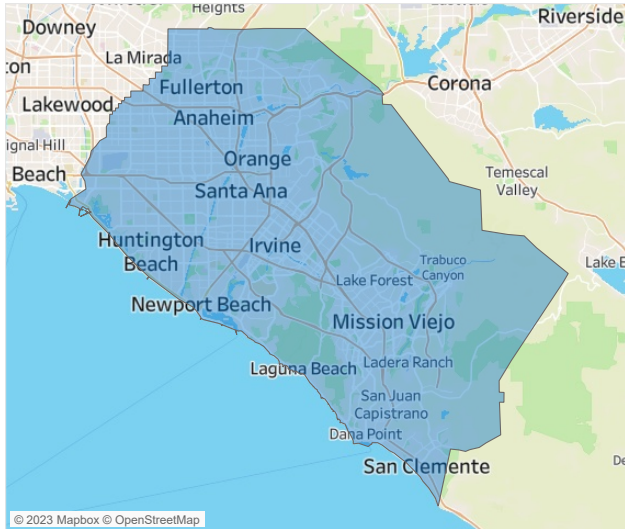 Heights
Downey
Riverside
La Mirada
ton
Fullerton
Corona
Lakewood
Anaheim
ignal Hill
Orange
Beach
Temescal
Valley
Santa Ana
Huntington
Beach
Irvine
Trabuco
Canyon
Lake E
Lake Forest
Newport Beach
Mission Viejo
Laguna Beach
Ladera Ranch
San Juan
Capistrano
Dana Point
San Clemente
De
© 2023 Mapbox © OpenStreetMap